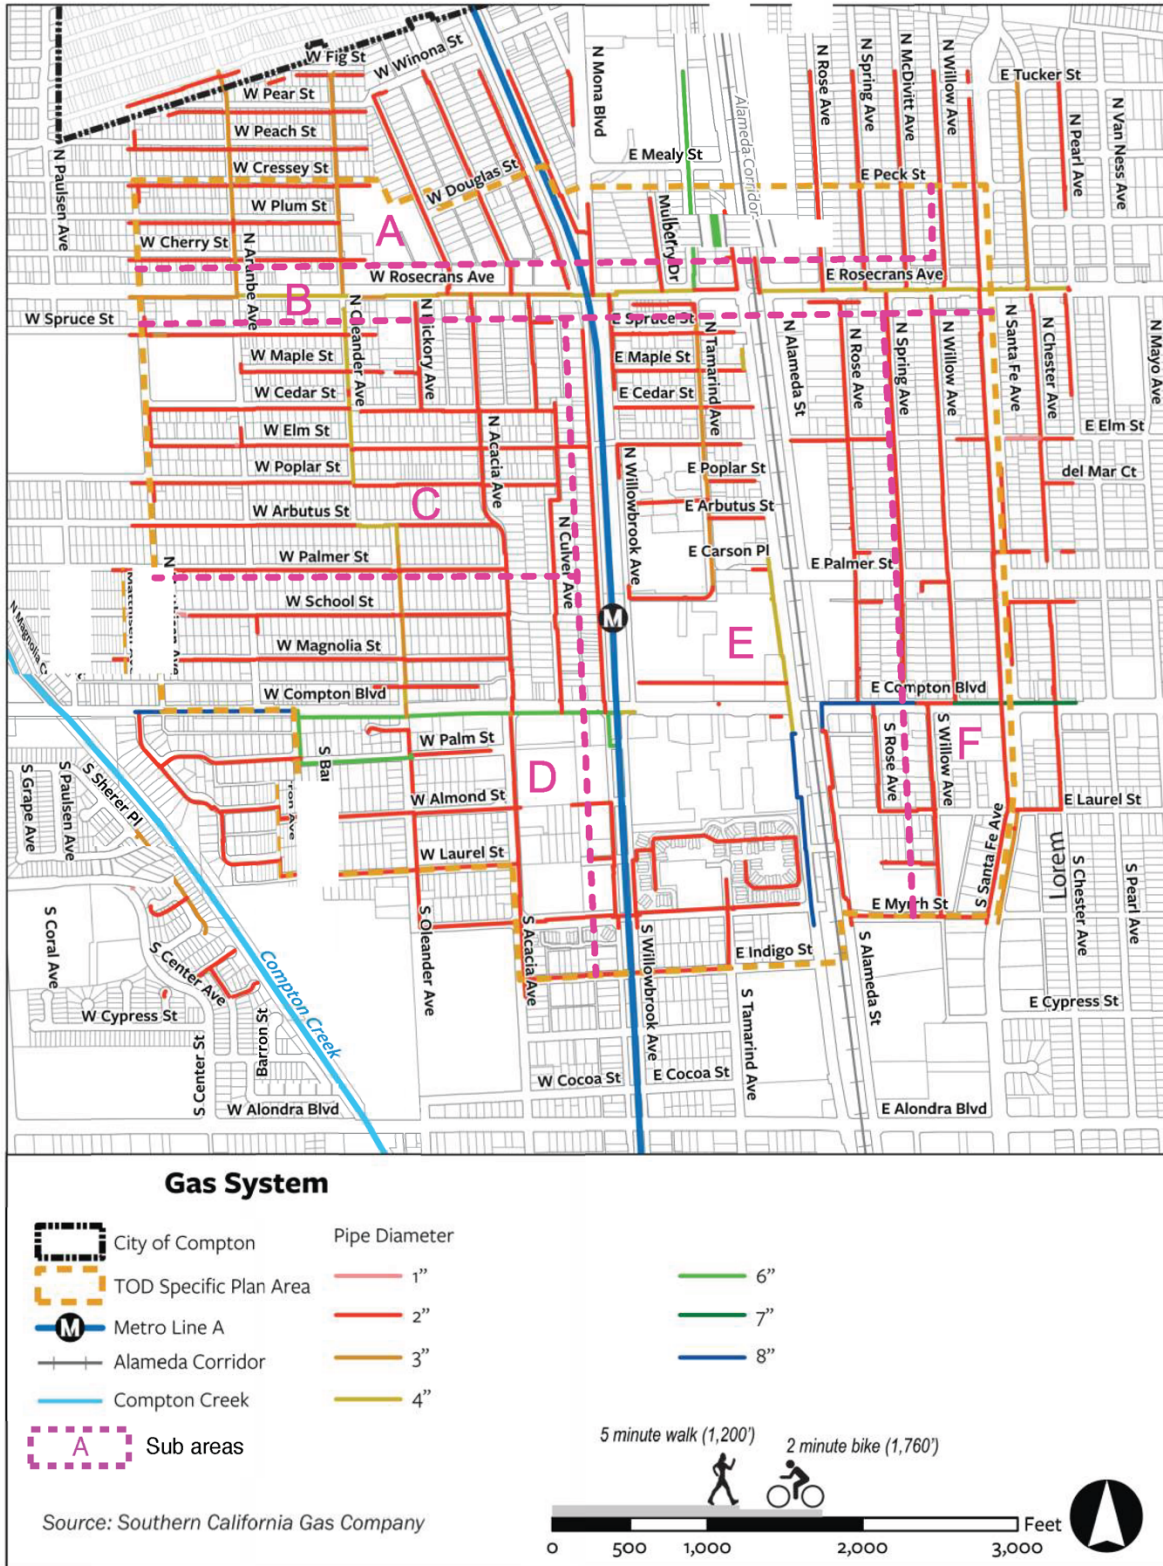 W Fig St
W Winona St
W Pear St
W Peach St
W Cressey St
W Plum St
W Cherry St
W Douglas St
N Paulsen Ave
N Mona Blvd
E Mealy St
Alameda Corridor
N Rose Ave
N Spring Ave
N McDivitt Ave
N Willow Ave
E Tucker St
N Pearl Ave
N Van Ness Ave
E Peck St
Mulberry Dr
A
W Rosecrans Ave
E Rosecrans Ave
B
W Spruce St
E Spruce St
N Oleander Ave
W Maple St
E Maple St
W Cedar St
E Cedar St
N Tamarind Ave
N Alameda St
N Rose Ave
N Spring Ave
N Willow Ave
N Santa Fe Ave
N Chester Ave
N Mayo Ave
W Elm St
E Elm St
N Acacia Ave
W Poplar St
E Poplar St
del Mar Ct
C
W Arbutus St
E Arbutus St
N Willowbrook Ave
N Culver Ave
W Palmer St
E Carson Pl
E Palmer St
N
W School St
W Magnolia St
M
E
W Compton Blvd
E Compton Blvd
S Grape Ave
S Paulsen Ave
S Sherer Pl
W Palm St
D
F
S Rose Ave
S Willow Ave
W Almond St
E Laurel St
W Laurel St
S Santa Fe Ave
Lorem
S Chester Ave
S Pearl Ave
E Myrrh St
S Coral Ave
S Center Ave
Compton Creek
S Oleander Ave
S Acacia Ave
S Willowbrook Ave
E Indigo St
S Tamarind Ave
S Alameda St
W Cypress St
E Cypress St
S Center St
Barron St
W Cocoa St
E Cocoa St
W Alondra Blvd
E Alondra Blvd
Gas System
City of Compton
TOD Specific Plan Area
M
Metro Line A
Alameda Corridor
Compton Creek
A
Sub areas
Pipe Diameter
1”
2”
3”
4”
6”
7”
8”
5 minute walk (1,200’)
2 minute bike (1,760’)
Source: Southern California Gas Company
0
500
1,000
2,000
3,000
Feet